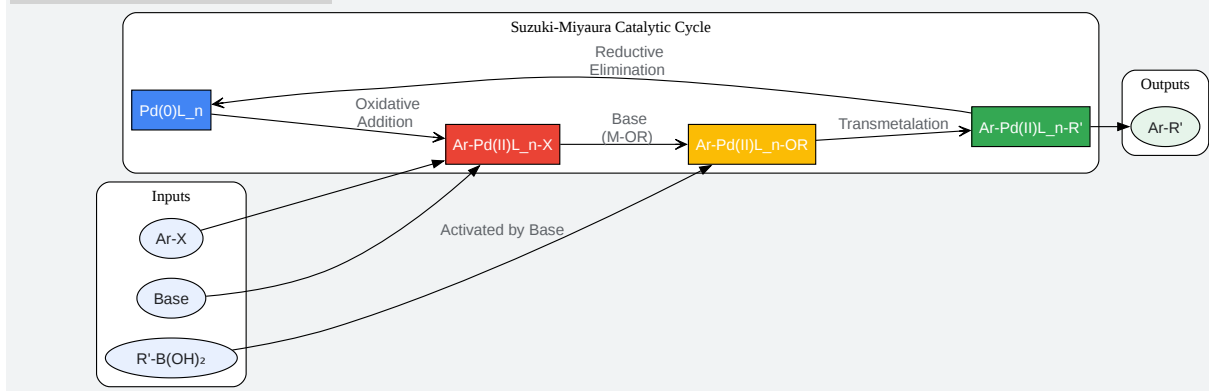 Suzuki-Miyaura Catalytic Cycle
Reductive
Elimination
Outputs
Pd(0)L_n
Oxidative
Addition
Base
(M-OR)
Transmetalation
Ar-Pd(II)L_n-X
Ar-Pd(II)L_n-OR
Ar-Pd(II)L_n-R'
Ar-R'
Inputs
Ar-X
Activated by Base
Base
R'-B(OH)₂